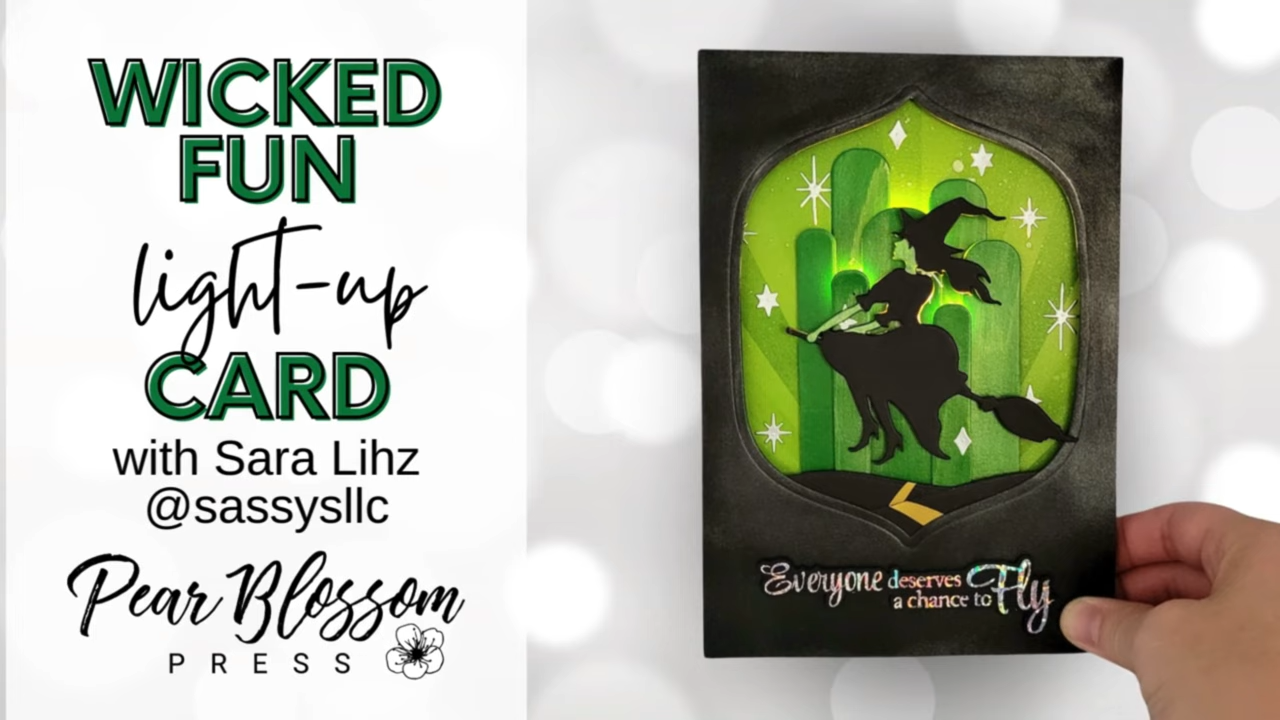 WICKED
FUN
light-up
CARD
with Sara Lihz
@sassysllc
Pear Blossom
PRESS
Everyone deserves
a chance to Fly